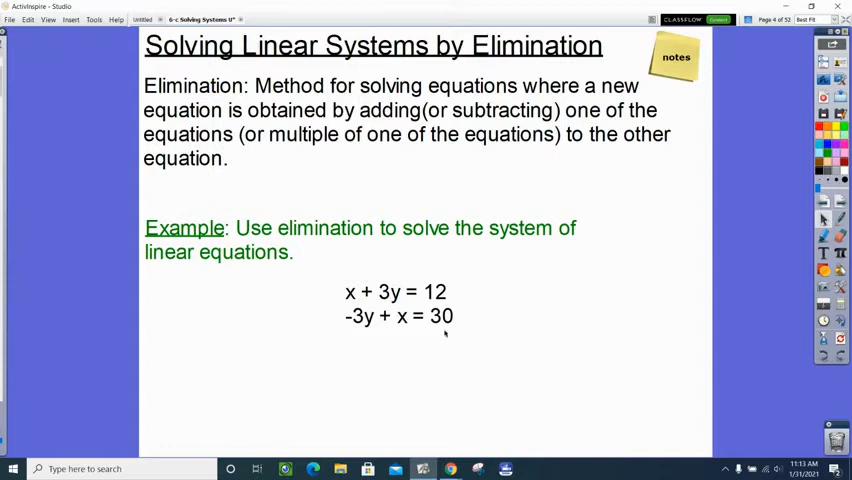 ActivInspire - Studio
File Edit View Insert Tools Help Untitled 6-c Solving Systems U* CLASSFLOW Connect Page 4 of 52 Best Fit
Solving Linear Systems by Elimination
notes
Elimination: Method for solving equations where a new
equation is obtained by adding(or subtracting) one of the
equations (or multiple of one of the equations) to the other
equation.
Example: Use elimination to solve the system of
linear equations.
x + 3y = 12
-3y + x = 30
Type here to search
11:13 AM
1/31/2021